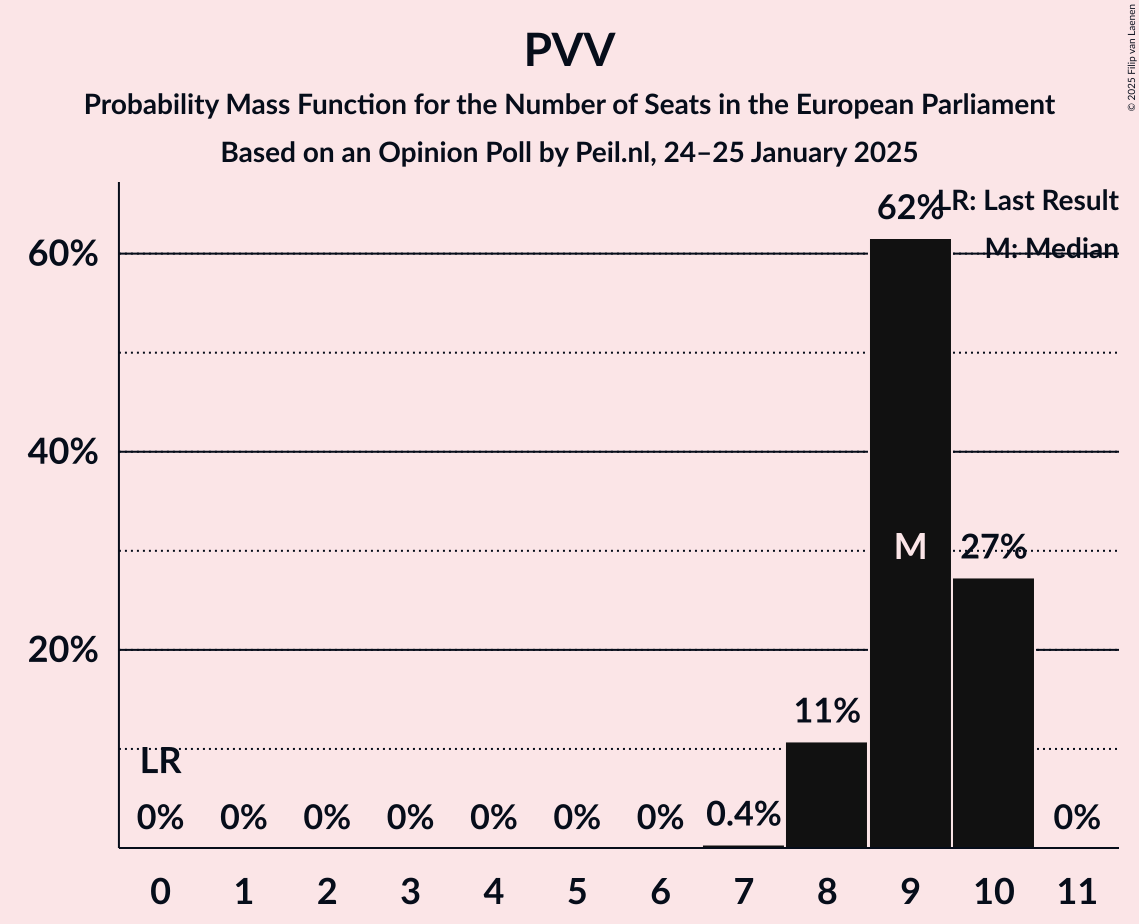 PVV
Probability Mass Function for the Number of Seats in the European Parliament
Based on an Opinion Poll by Peil.nl, 24–25 January 2025
© 2025 Filip van Laenen
LR: Last Result
M: Median
62%
60%
40%
M
27%
20%
11%
LR
0% 0% 0% 0% 0% 0% 0% 0.4% 0%
0 1 2 3 4 5 6 7 8 9 10 11